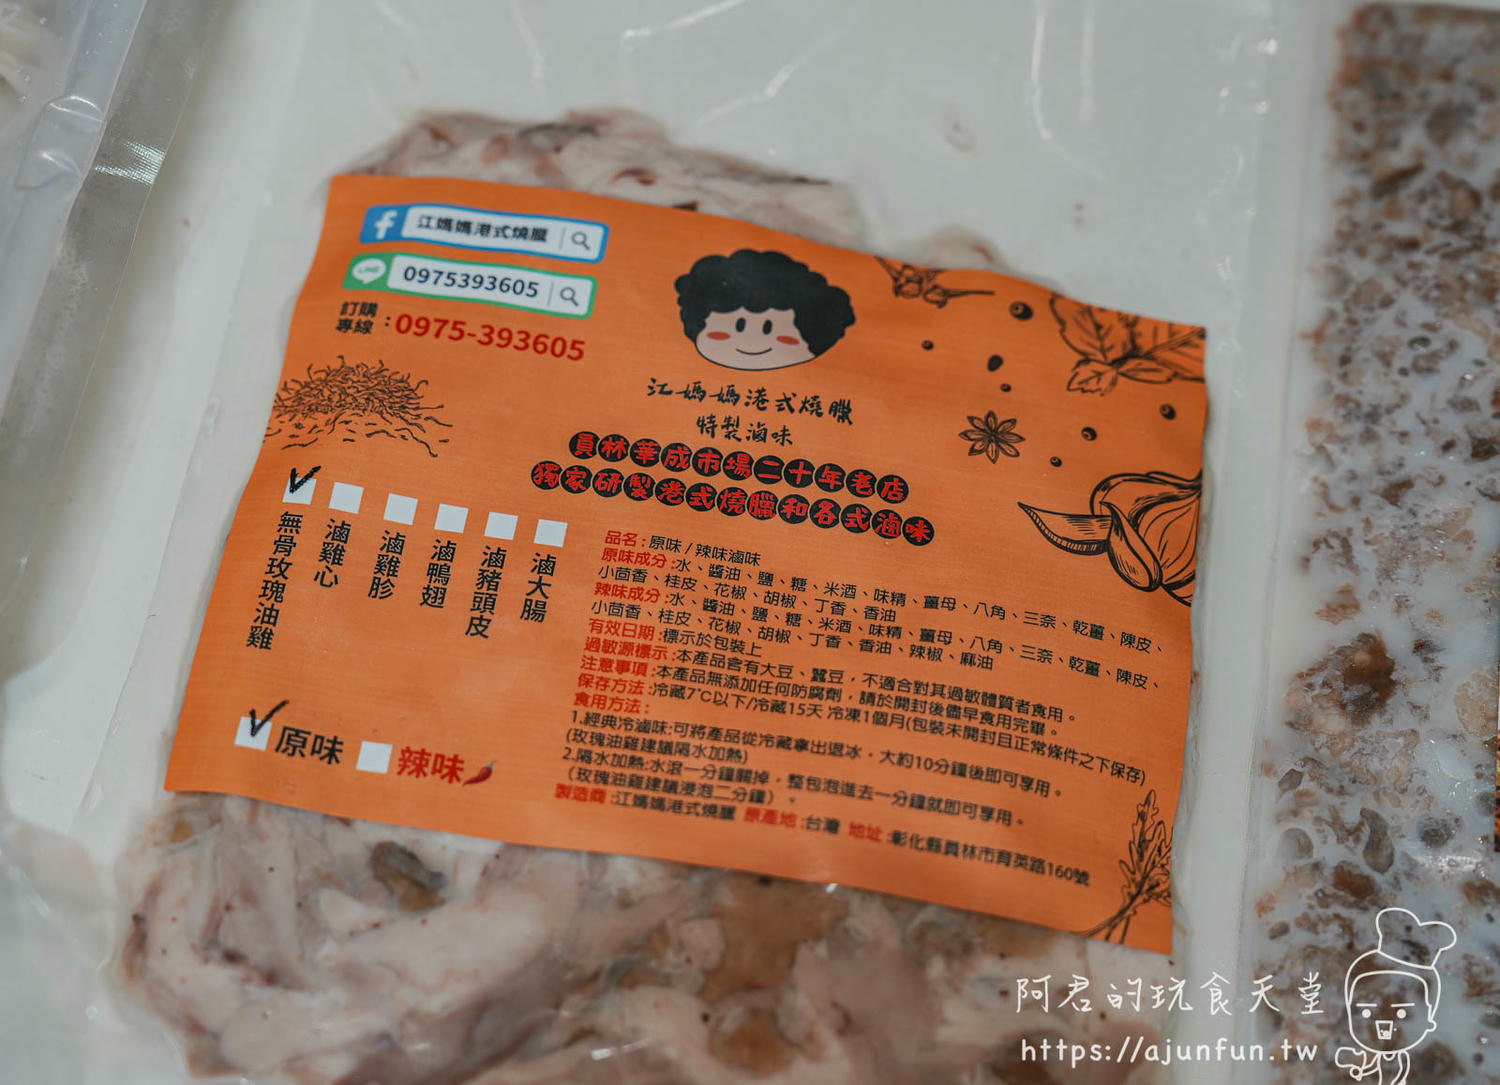 江媽媽港式燒臘
LINE
0975393605
訂購專線：0975-393605
江媽媽港式燒臘
特製滷味
員林華成市場二十年老店
獨家研製港式燒臘和各式滷味
無骨玫瑰油雞
滷雞心
滷雞胗
滷鴨翅
滷豬頭皮
滷大腸
原味
辣味
品名：原味/辣味滷味
原味成分：水、醬油、鹽、糖、米酒、味精、薑母、八角、三奈、乾薑、陳皮、
小茴香、桂皮、花椒、胡椒、丁香、香油
辣味成分：水、醬油、鹽、糖、米酒、味精、薑母、八角、三奈、乾薑、陳皮、
小茴香、桂皮、花椒、胡椒、丁香、香油、辣椒、麻油
有效日期：標示於包裝上
過敏源標示：本產品含有大豆、蠶豆，不適合對其過敏體質者食用。
注意事項：本產品無添加任何防腐劑，請於開封後儘早食用完畢。
保存方法：冷藏7℃以下/冷藏15天 冷凍1個月(包裝未開封且正常條件之下保存)
食用方法：
1.經典冷滷味:可將產品從冷藏拿出退冰，大約10分鐘後即可享用。
(玫瑰油雞建議隔水加熱)
2.隔水加熱:水滾一分鐘關掉，整包泡進去一分鐘就即可享用。
（玫瑰油雞建議浸泡二分鐘）。
製造商：江媽媽港式燒臘 原產地：台灣 地址：彰化縣員林市育英路160號
阿君的玩食天堂
https://ajunfun.tw